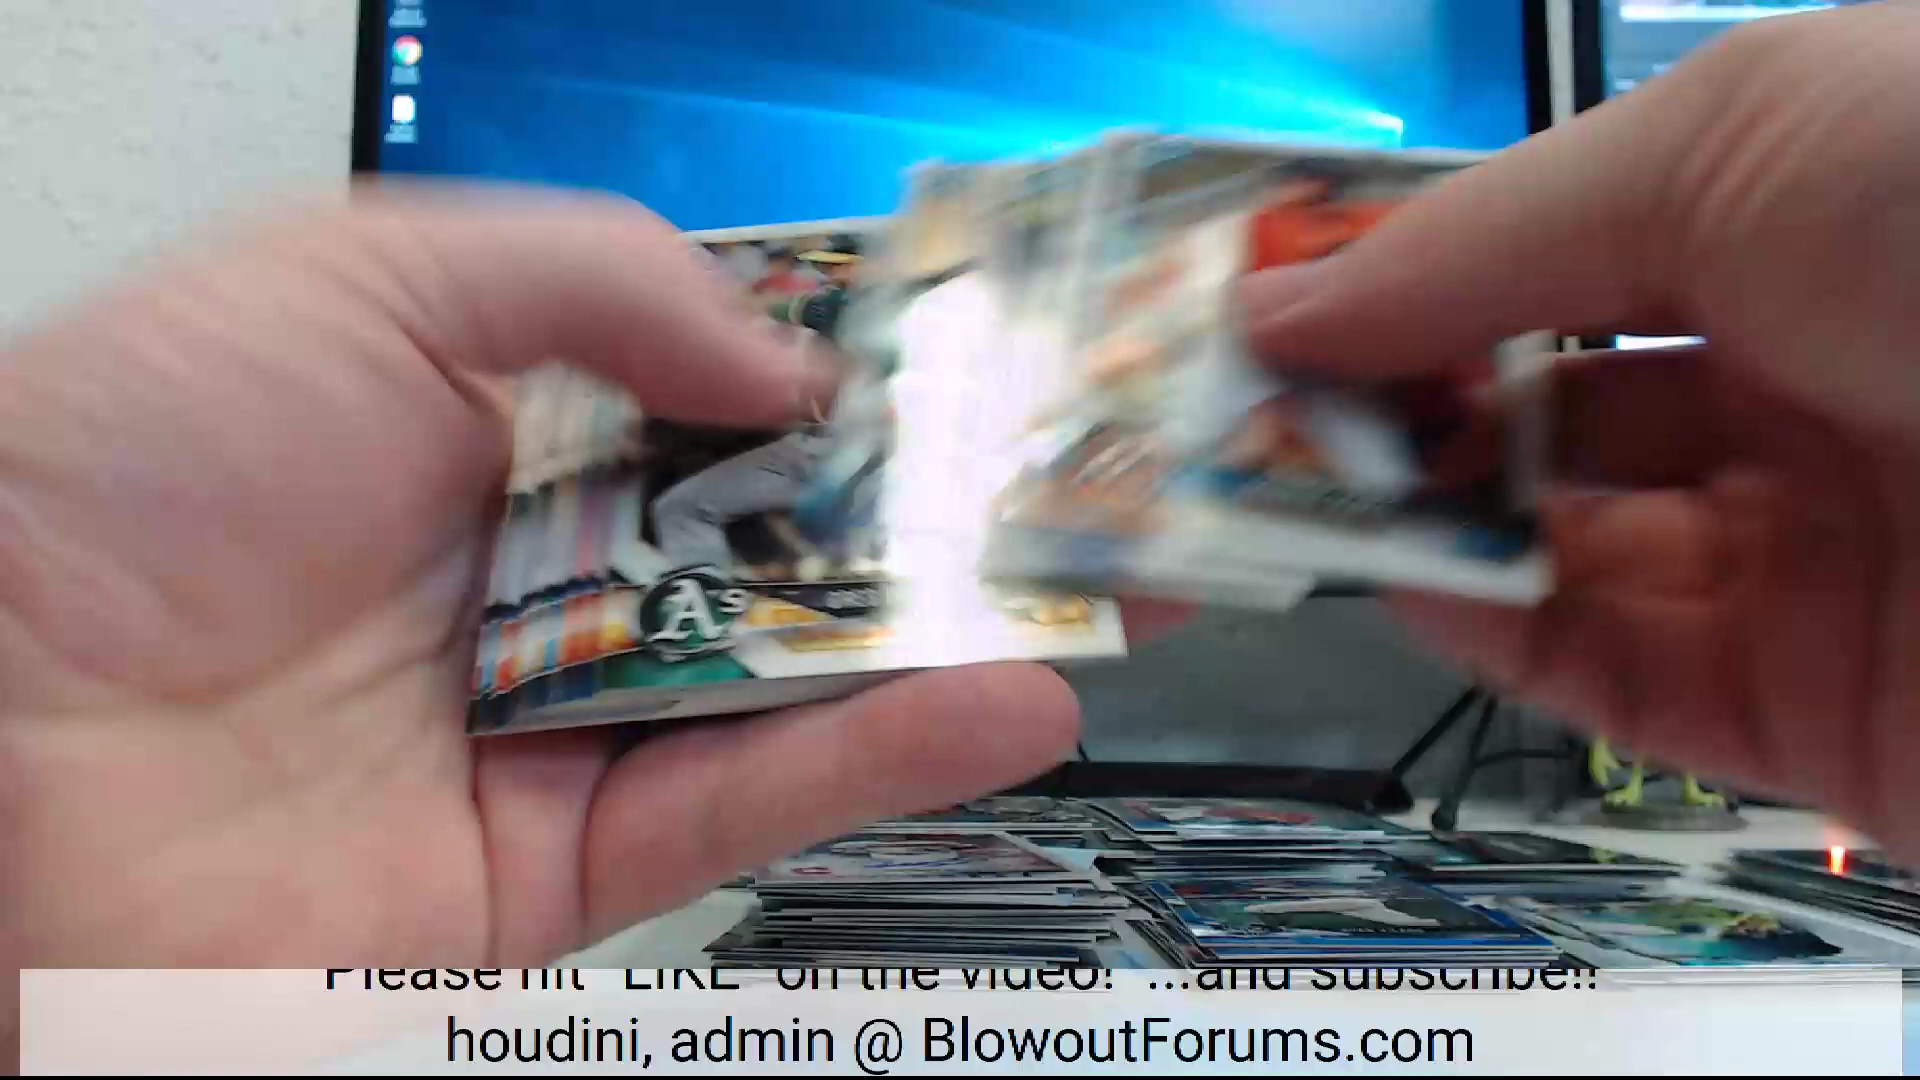 A's
Please hit "LIKE" on the video! ...and subscribe!!
houdini, admin @ BlowoutForums.com